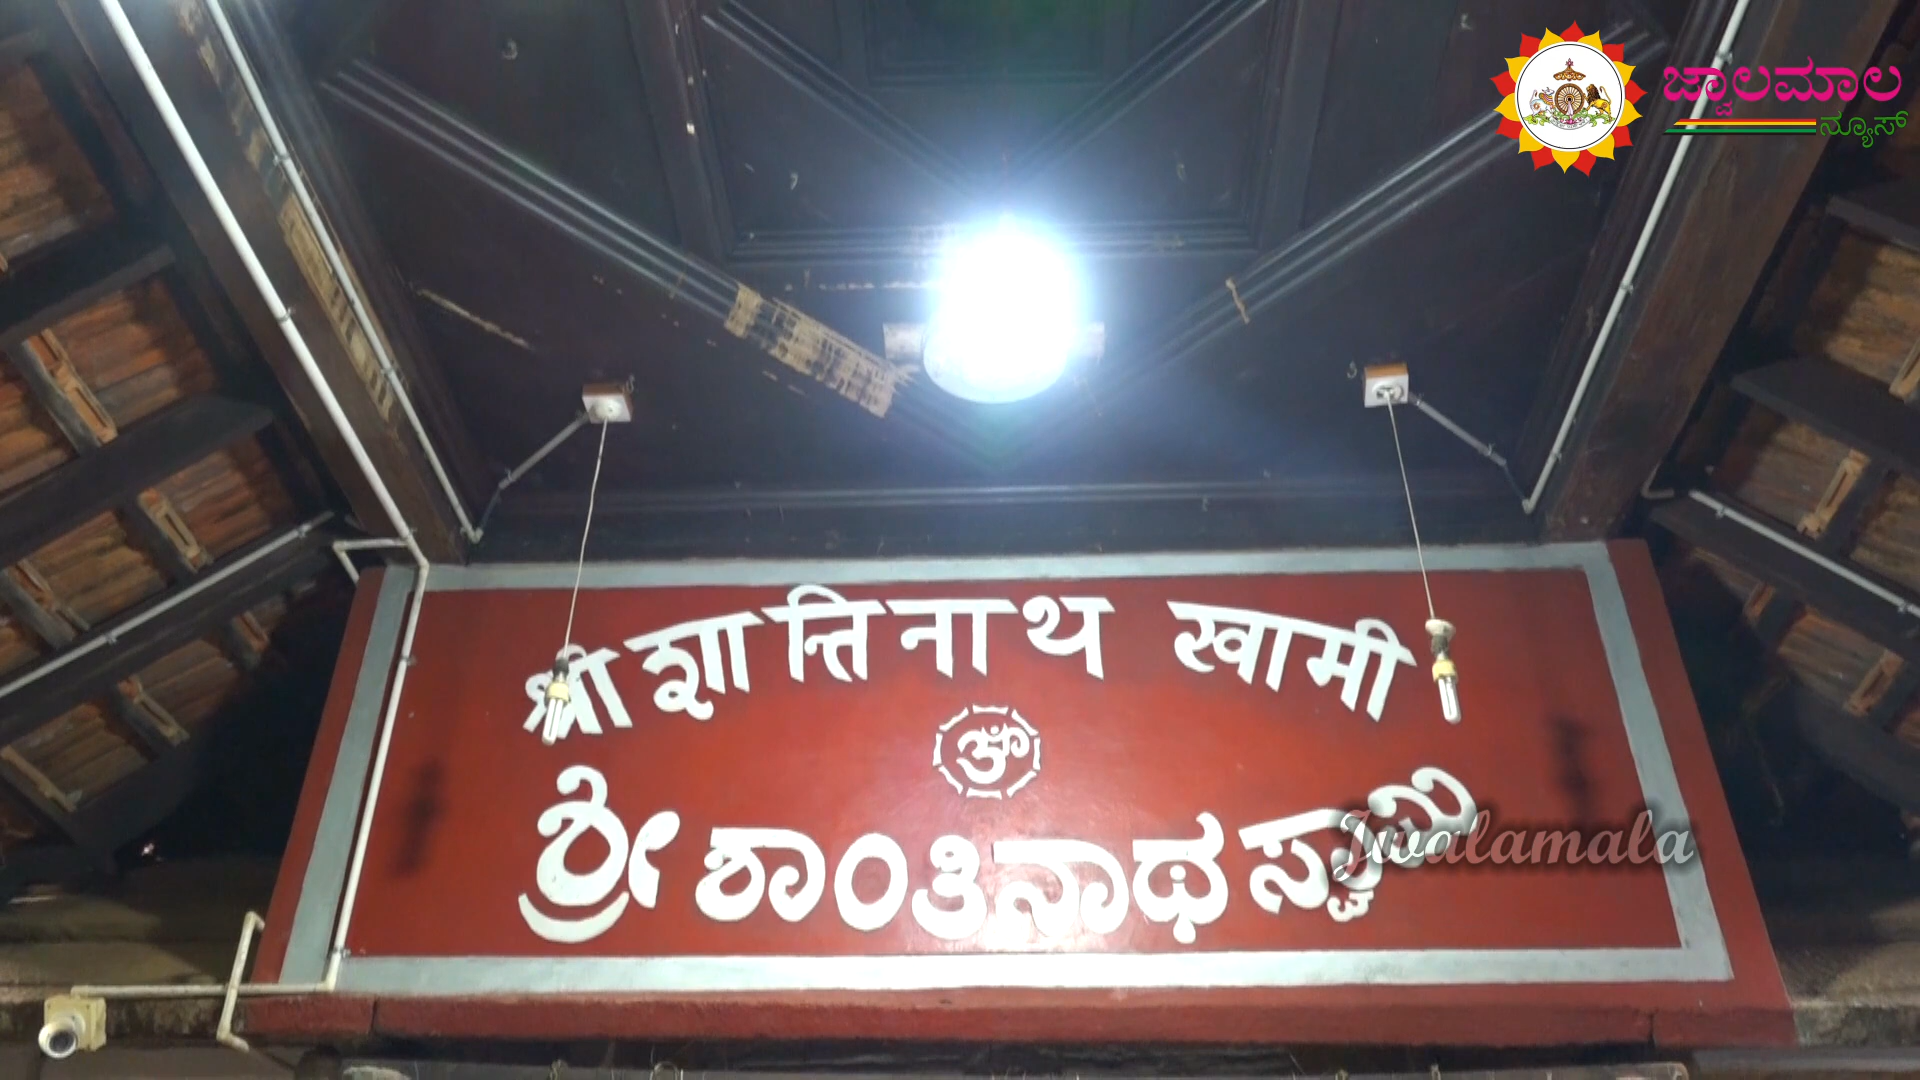 ಜ್ವಾಲಮಾಲ
ನ್ಯೂಸ್
श्री शान्तिनाथ स्वामी
ॐ
ಶ್ರೀ ಶಾಂತಿನಾಥ ಸ್ವಾಮಿ
Jwalamala